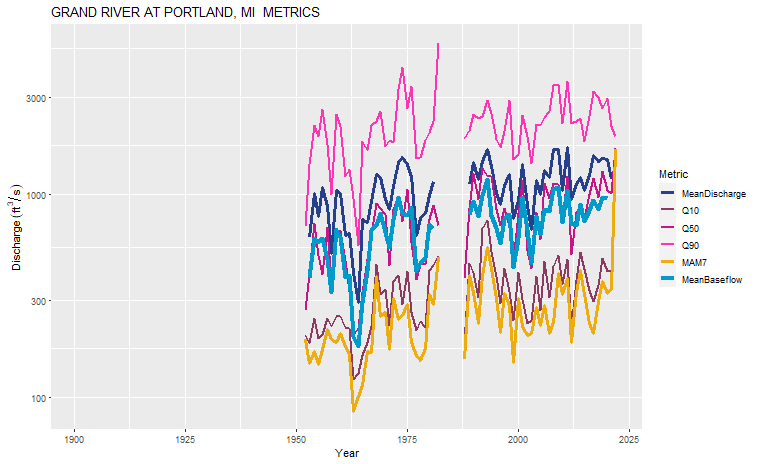 GRAND RIVER AT PORTLAND, MI  METRICS
3000
1000
300
100
Discharge (ft³/s)
1900
1925
1950
1975
2000
2025
Year
Metric
MeanDischarge
Q10
Q50
Q90
MAM7
MeanBaseflow